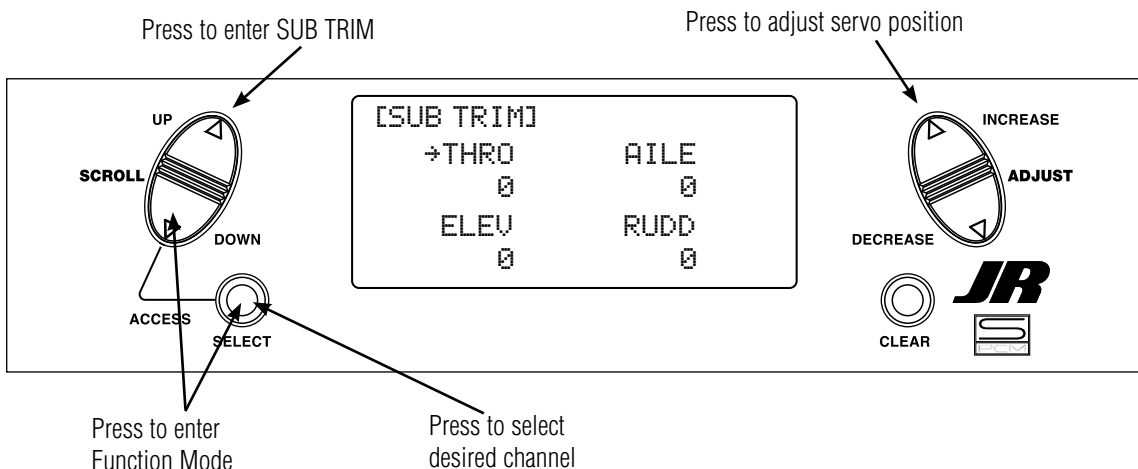 Press to enter SUB TRIM
Press to adjust servo position
UP
SCROLL
DOWN
ACCESS
SELECT
[SUB TRIM]
→THRO AILE
0 0
ELEV RUDD
0 0
INCREASE
ADJUST
DECREASE
CLEAR
JR
S
PCM
Press to enter
Function Mode
Press to select
desired channel